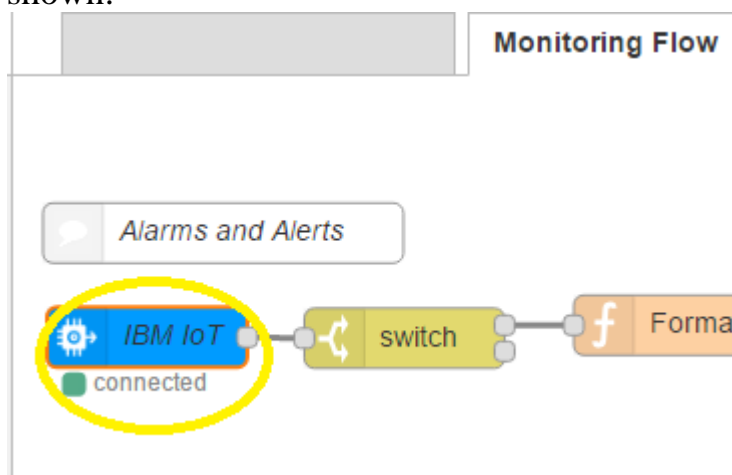 shown.
Monitoring Flow
Alarms and Alerts
IBM IoT
switch
Forma
connected